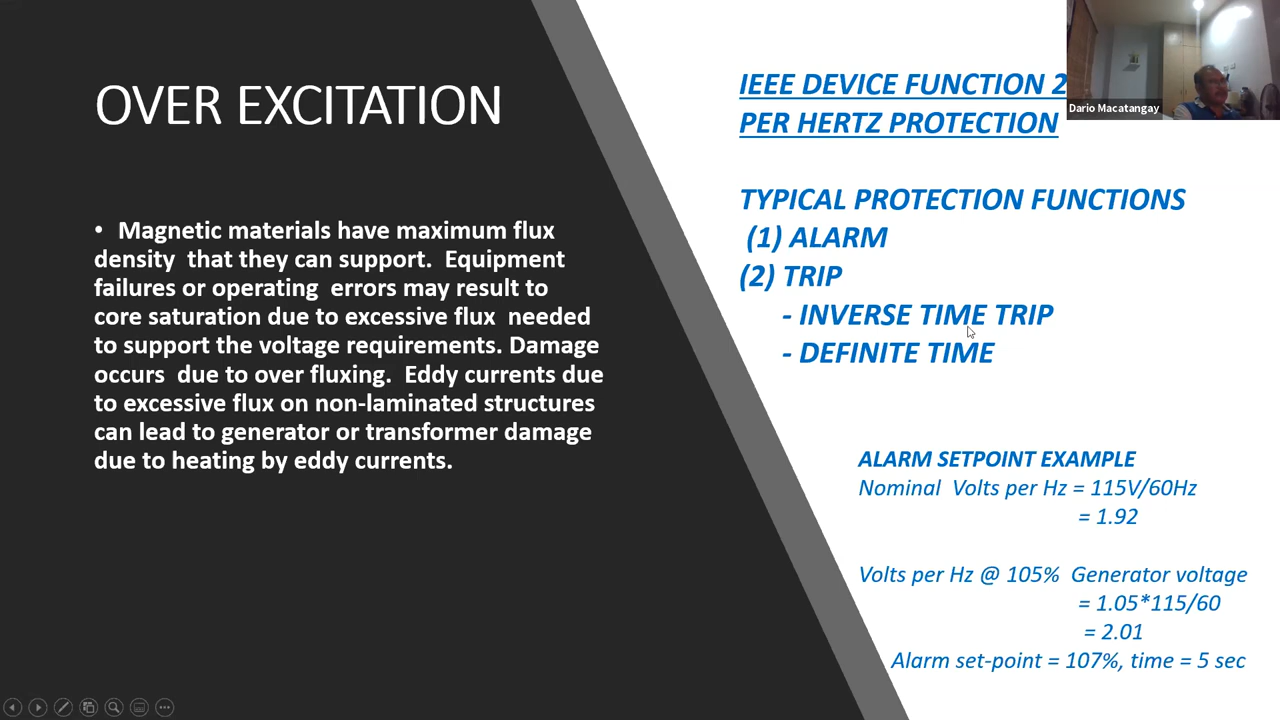 OVER EXCITATION
• Magnetic materials have maximum flux
density that they can support. Equipment
failures or operating errors may result to
core saturation due to excessive flux needed
to support the voltage requirements. Damage
occurs due to over fluxing. Eddy currents due
to excessive flux on non-laminated structures
can lead to generator or transformer damage
due to heating by eddy currents.
IEEE DEVICE FUNCTION 2
PER HERTZ PROTECTION
TYPICAL PROTECTION FUNCTIONS
(1) ALARM
(2) TRIP
- INVERSE TIME TRIP
- DEFINITE TIME
ALARM SETPOINT EXAMPLE
Nominal Volts per Hz = 115V/60Hz
= 1.92
Volts per Hz @ 105% Generator voltage
= 1.05*115/60
= 2.01
Alarm set-point = 107%, time = 5 sec
Dario Macatangay